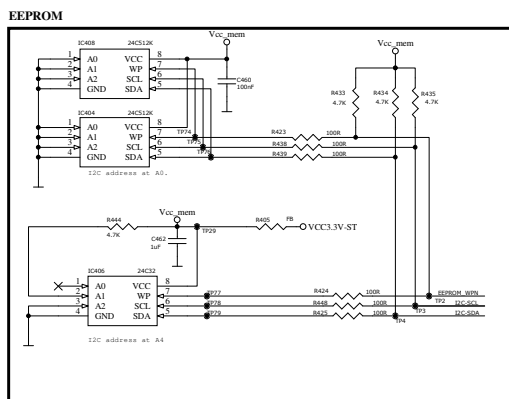 EEPROM
IC408 24C512K
1 A0 VCC 8
2 A1 WP 7
3 A2 SCL 6
4 GND SDA 5
Vcc_mem
C460
100nF
Vcc_mem
R433
4.7K
R434
4.7K
R435
4.7K
IC404 24C512K
1 A0 VCC 8
2 A1 WP 7
3 A2 SCL 6
4 GND SDA 5
I2C address at A0.
TP74
TP75
TP76
R423 100R
R438 100R
R439 100R
R444
4.7K
Vcc_mem
C462
1uF
TP29
R405 FB
VCC3.3V-ST
IC406 24C32
1 A0 VCC 8
2 A1 WP 7
3 A2 SCL 6
4 GND SDA 5
I2C address at A4
TP77
TP78
TP79
R424 100R
R448 100R
R425 100R
EEPROM_WPN
TP2 I2C-SCL
TP3
I2C-SDA
TP4